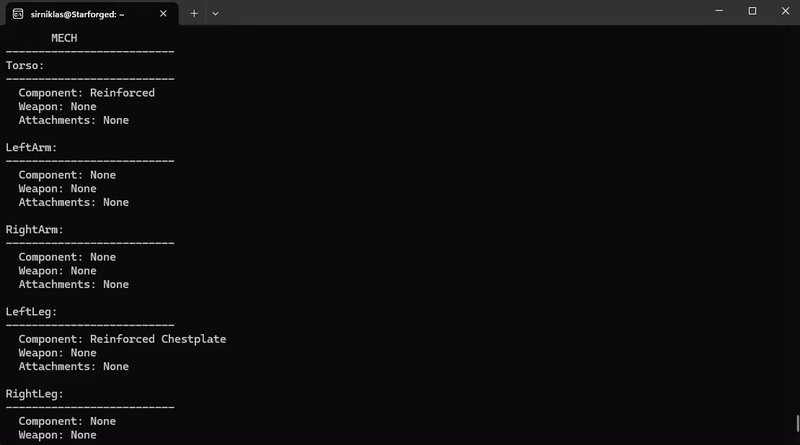 sirniklas@Starforged: ~
MECH
--------------------------
Torso:
--------------------------
Component: Reinforced
Weapon: None
Attachments: None
LeftArm:
--------------------------
Component: None
Weapon: None
Attachments: None
RightArm:
--------------------------
Component: None
Weapon: None
Attachments: None
LeftLeg:
--------------------------
Component: Reinforced Chestplate
Weapon: None
Attachments: None
RightLeg:
--------------------------
Component: None
Weapon: None